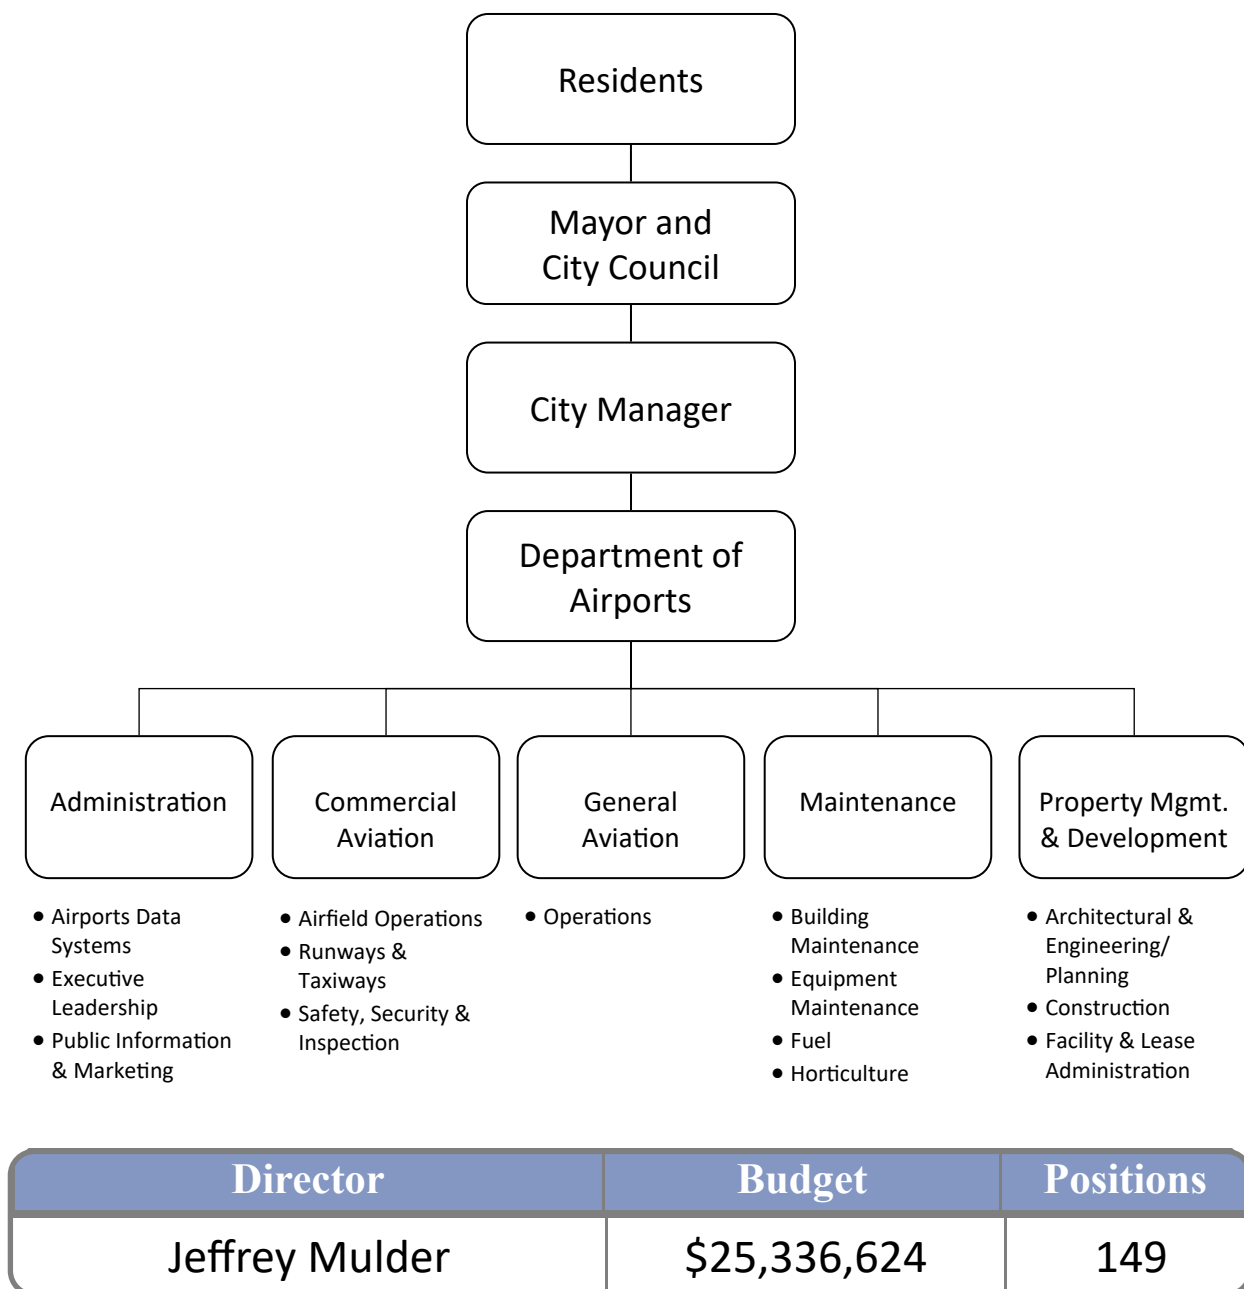 Residents
Mayor and
City Council
City Manager
Department of
Airports
Administration
Commercial
Aviation
General
Aviation
Maintenance
Property Mgmt.
& Development
• Airports Data
Systems
• Executive
Leadership
• Public Information
& Marketing
• Airfield Operations
• Runways &
Taxiways
• Safety, Security &
Inspection
• Operations
• Building
Maintenance
• Equipment
Maintenance
• Fuel
• Horticulture
• Architectural &
Engineering/
Planning
• Construction
• Facility & Lease
Administration
Director Budget Positions
Jeffrey Mulder $25,336,624 149